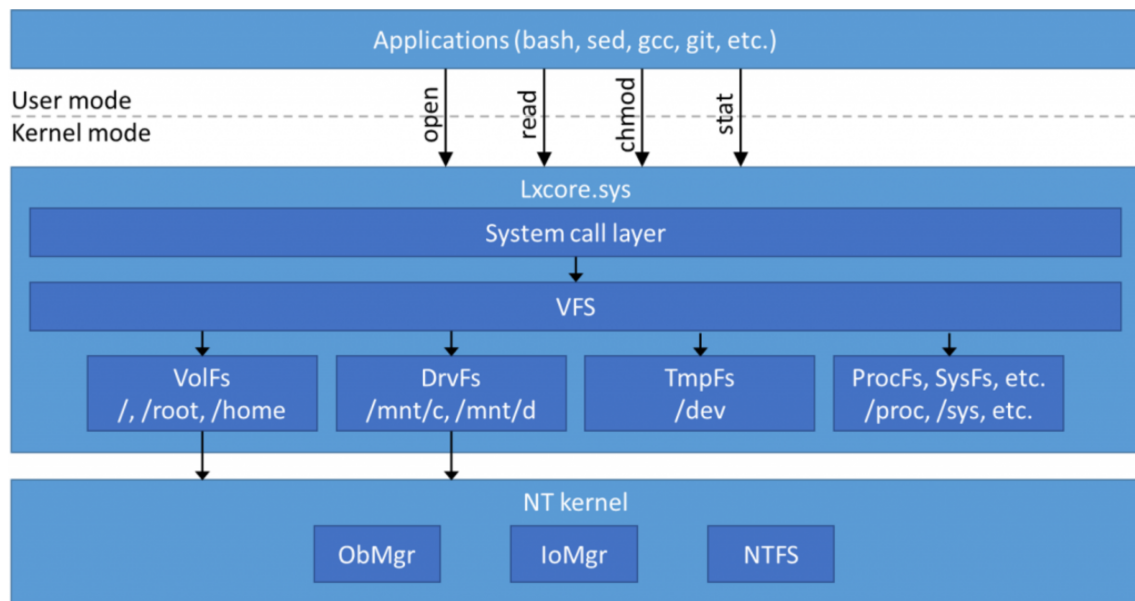 Applications (bash, sed, gcc, git, etc.)
User mode
Kernel mode
open
read
chmod
stat
Lxcore.sys
System call layer
VFS
VolFs
/, /root, /home
DrvFs
/mnt/c, /mnt/d
TmpFs
/dev
ProcFs, SysFs, etc.
/proc, /sys, etc.
NT kernel
ObMgr
IoMgr
NTFS